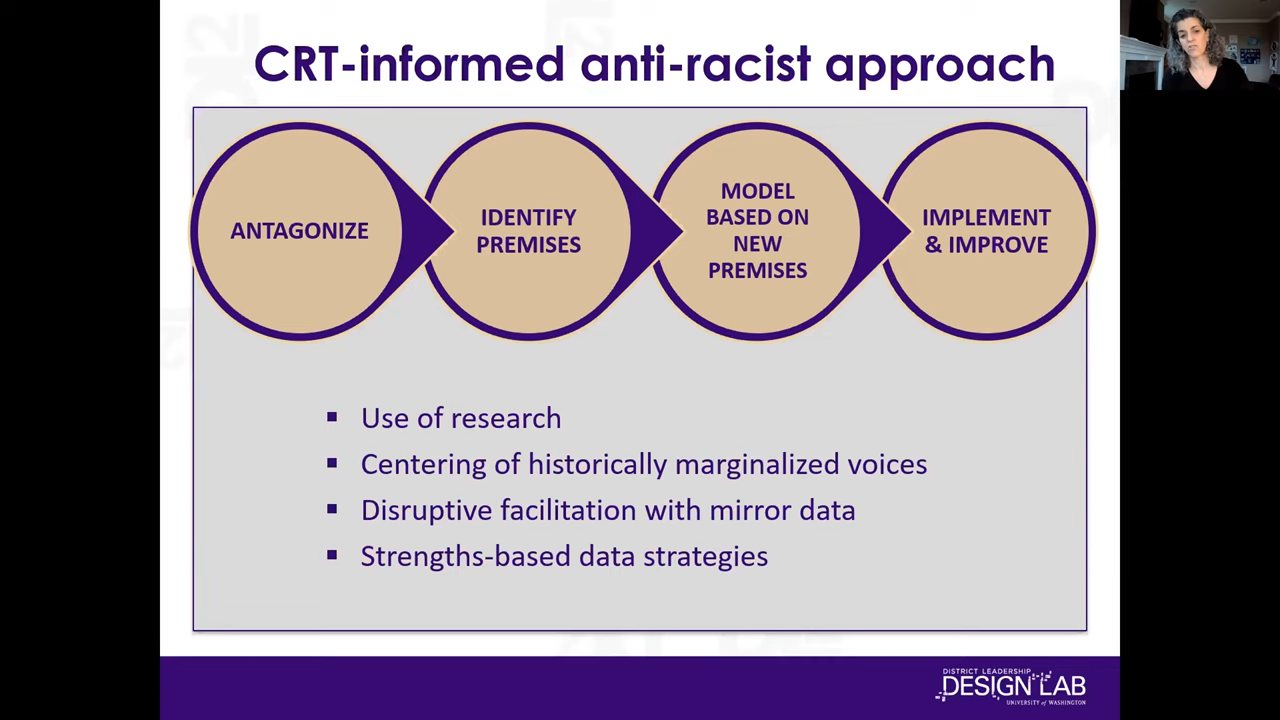 CRT-informed anti-racist approach
ANTAGONIZE
IDENTIFY
PREMISES
MODEL
BASED ON
NEW
PREMISES
IMPLEMENT
& IMPROVE
▪ Use of research
▪ Centering of historically marginalized voices
▪ Disruptive facilitation with mirror data
▪ Strengths-based data strategies
DISTRICT LEADERSHIP
DESIGN LAB
UNIVERSITY of WASHINGTON